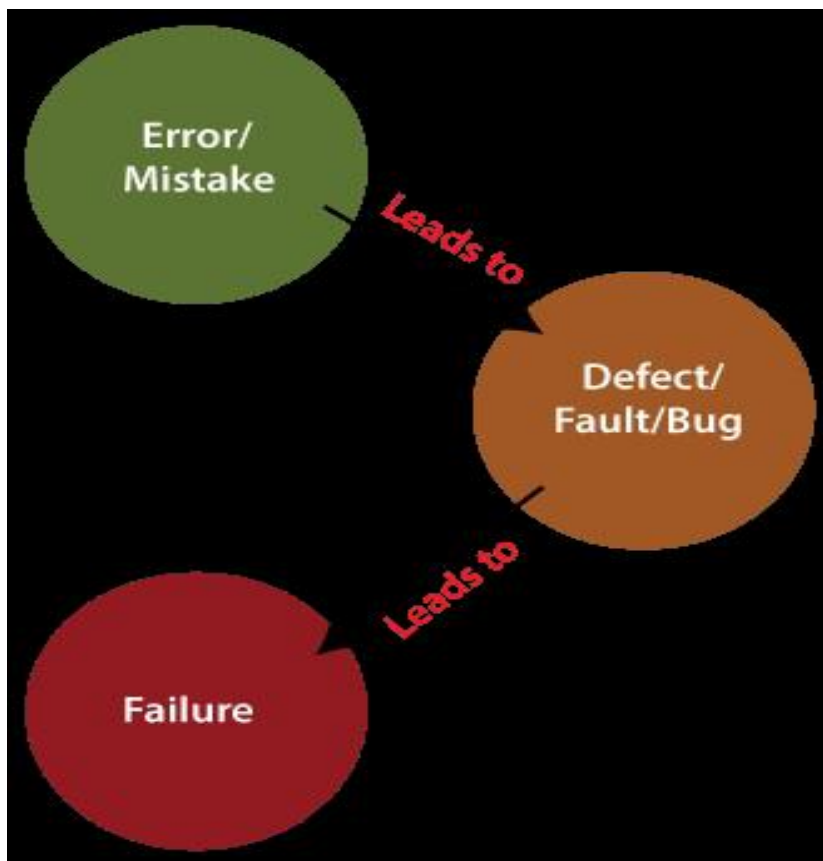 Error/
Mistake
Leads to
Defect/
Fault/Bug
Leads to
Failure